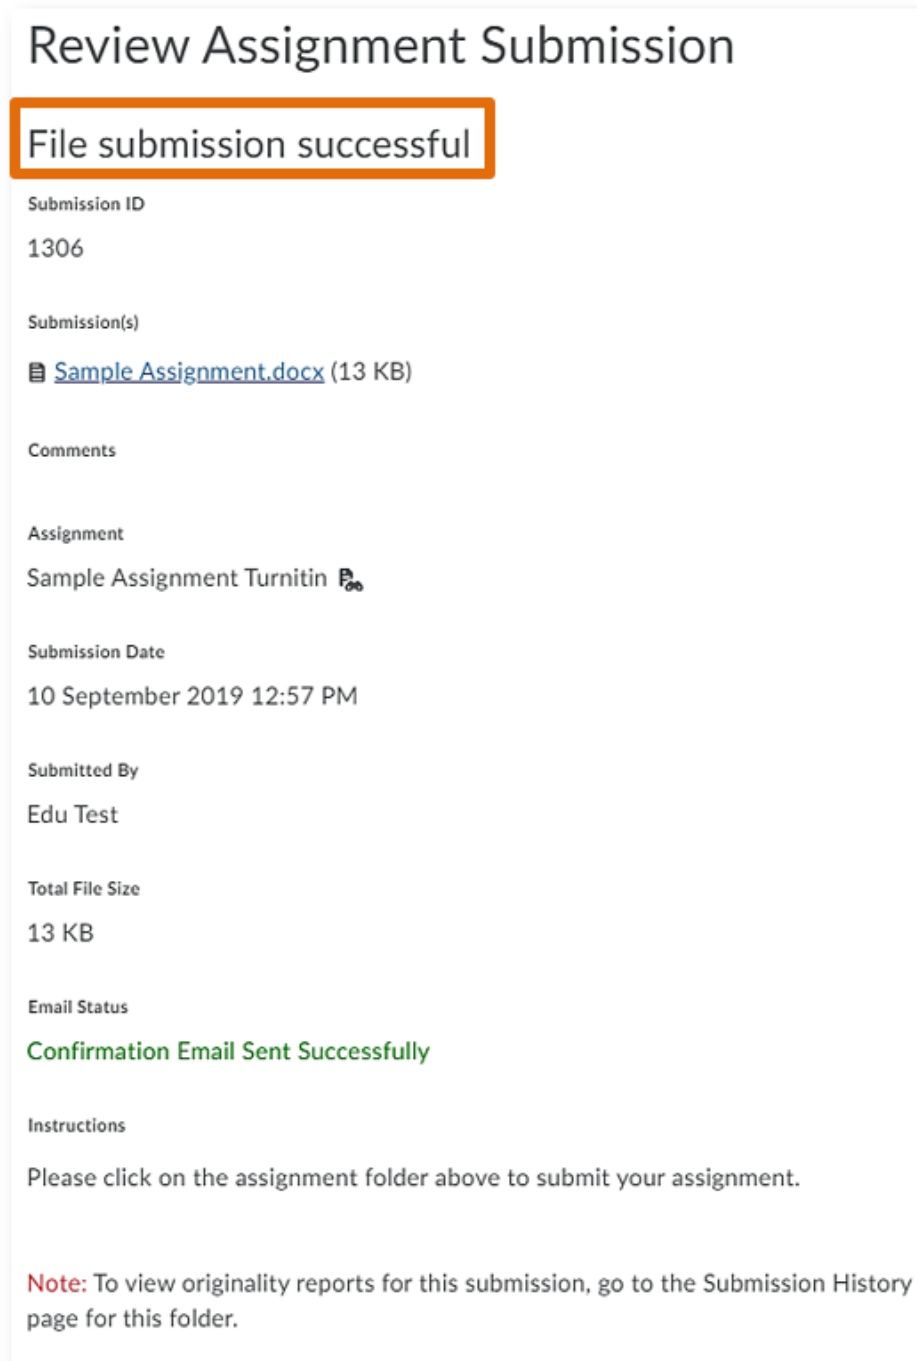 Review Assignment Submission
File submission successful
Submission ID
1306
Submission(s)
Sample Assignment.docx (13 KB)
Comments
Assignment
Sample Assignment Turnitin
Submission Date
10 September 2019 12:57 PM
Submitted By
Edu Test
Total File Size
13 KB
Email Status
Confirmation Email Sent Successfully
Instructions
Please click on the assignment folder above to submit your assignment.
Note: To view originality reports for this submission, go to the Submission History
page for this folder.